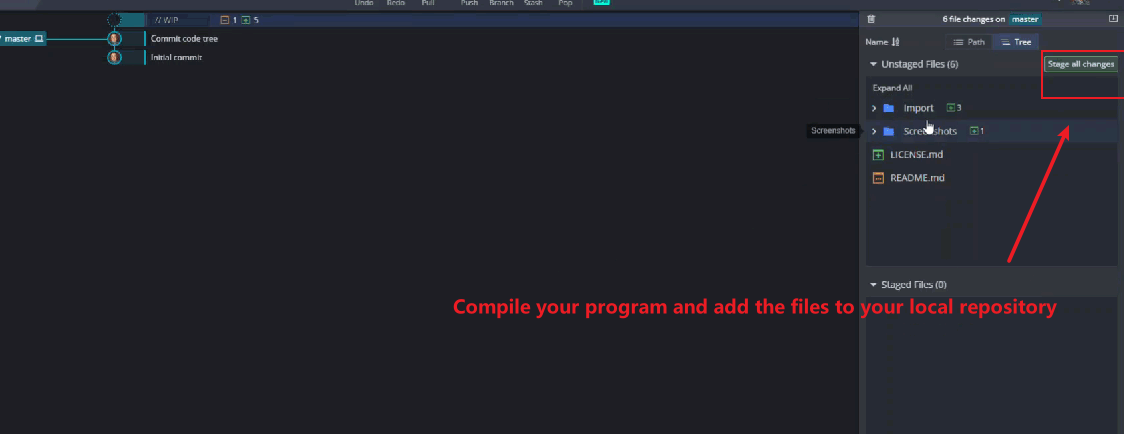 Undo Redo Pull Push Branch Stash Pop
// WIP 1 5
6 file changes on master
master
Commit code tree
Name Path Tree
Initial commit
Unstaged Files (6) Stage all changes
Expand All
Import 3
Screenshots Screenshots 1
LICENSE.md
README.md
Staged Files (0)
Compile your program and add the files to your local repository